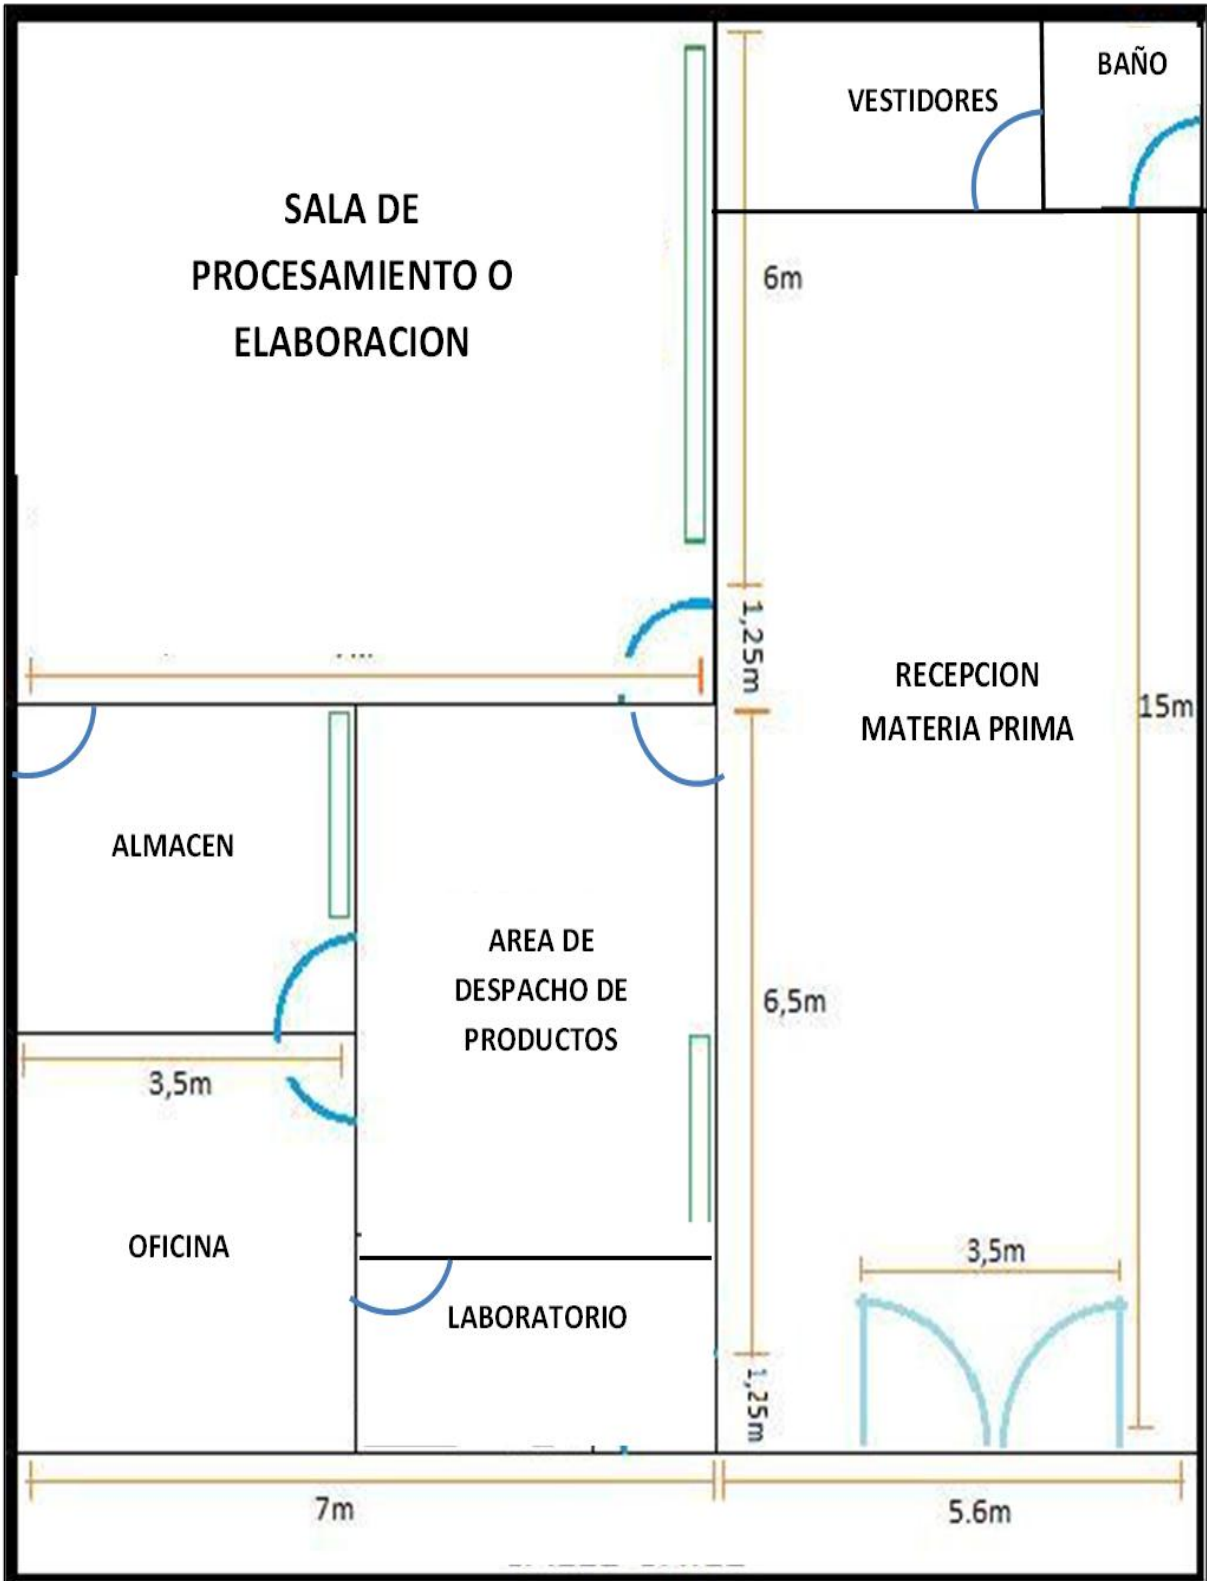 BAÑO
VESTIDORES
SALA DE
PROCESAMIENTO O
ELABORACION
6m
1,25m
RECEPCION
MATERIA PRIMA
15m
ALMACEN
AREA DE
DESPACHO DE
PRODUCTOS
6,5m
3,5m
OFICINA
3,5m
LABORATORIO
1,25m
7m
5.6m